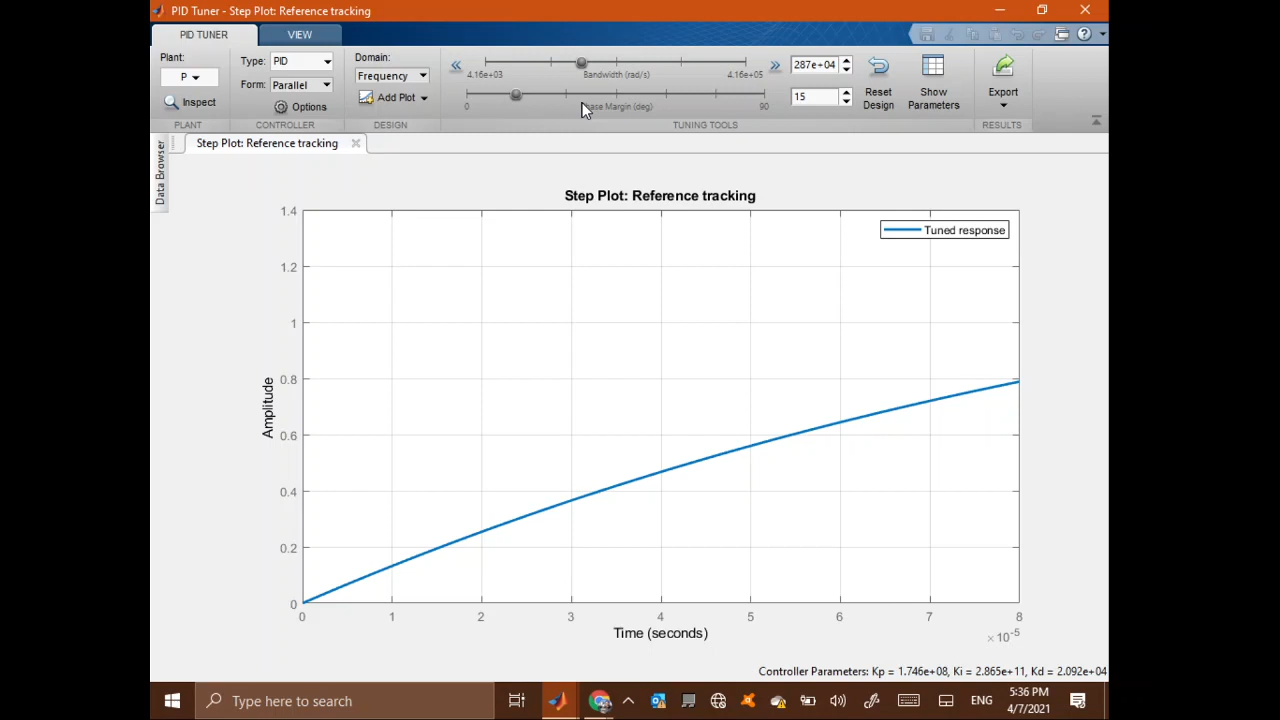 PID Tuner - Step Plot: Reference tracking
PID TUNER
VIEW
Plant:
P
Inspect
PLANT
Type: PID
Form: Parallel
Options
CONTROLLER
Domain:
Frequency
Add Plot
DESIGN
4.16e+03
Bandwidth (rad/s)
4.16e+05
287e+04
0
ase Margin (deg)
90
15
TUNING TOOLS
Reset
Design
Show
Parameters
Export
RESULTS
Data Browser
Step Plot: Reference tracking
Step Plot: Reference tracking
Tuned response
1.4
1.2
1
0.8
0.6
0.4
0.2
0
Amplitude
0 1 2 3 4 5 6 7 8
Time (seconds)
×10-5
Controller Parameters: Kp = 1.746e+08, Ki = 2.865e+11, Kd = 2.092e+04
Type here to search
ENG
5:36 PM
4/7/2021